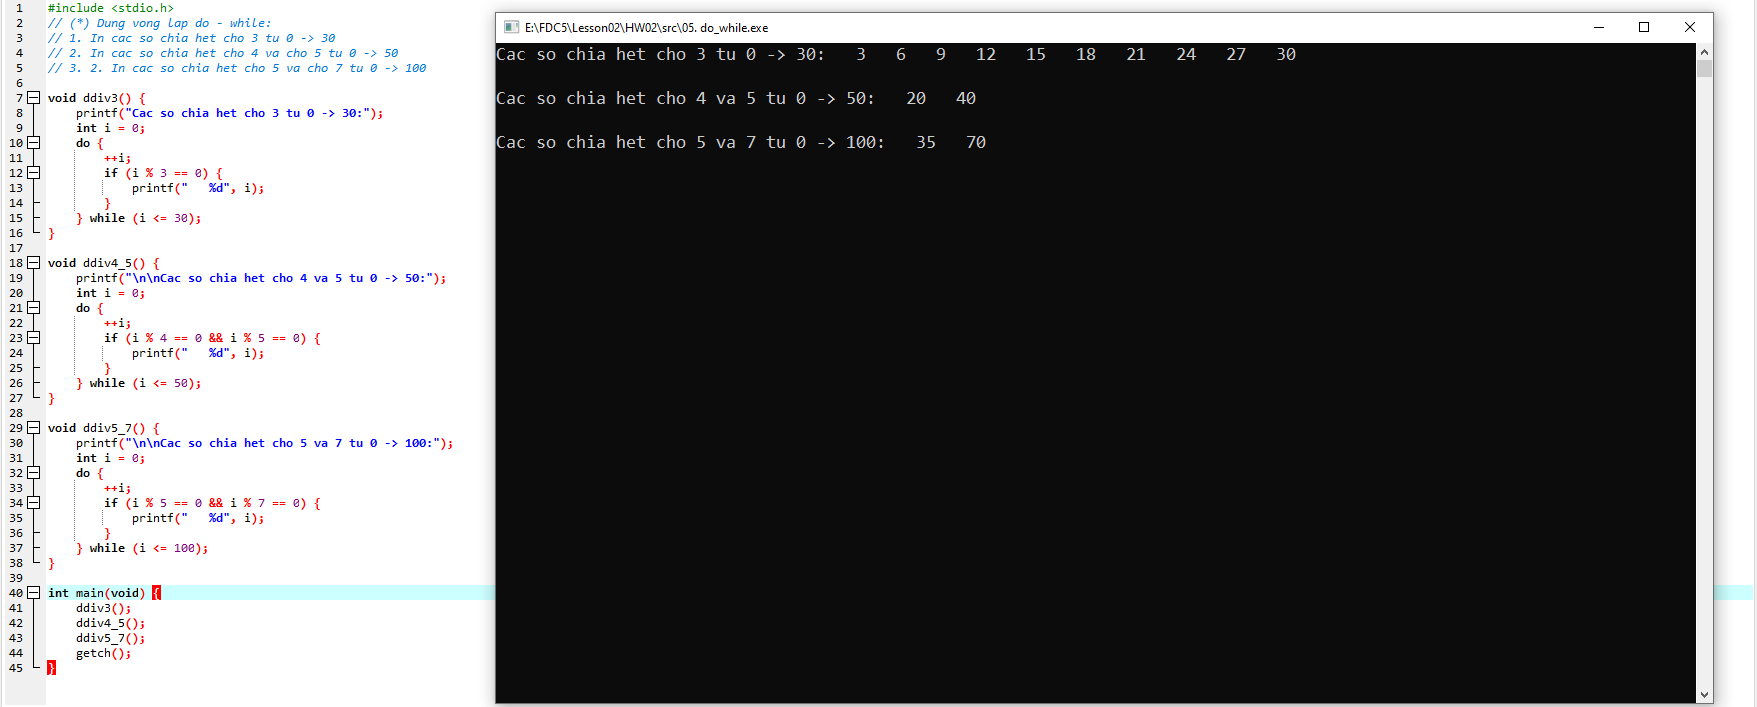 1 #include <stdio.h>
2 // (*) Dung vong lap do - while:
3 // 1. In cac so chia het cho 3 tu 0 -> 30
4 // 2. In cac so chia het cho 4 va cho 5 tu 0 -> 50
5 // 3. 2. In cac so chia het cho 5 va cho 7 tu 0 -> 100
6
7 void ddiv3() {
8 printf("Cac so chia het cho 3 tu 0 -> 30:");
9 int i = 0;
10 do {
11 ++i;
12 if (i % 3 == 0) {
13 printf("   %d", i);
14 }
15 } while (i <= 30);
16 }
17
18 void ddiv4_5() {
19 printf("\n\nCac so chia het cho 4 va 5 tu 0 -> 50:");
20 int i = 0;
21 do {
22 ++i;
23 if (i % 4 == 0 && i % 5 == 0) {
24 printf("   %d", i);
25 }
26 } while (i <= 50);
27 }
28
29 void ddiv5_7() {
30 printf("\n\nCac so chia het cho 5 va 7 tu 0 -> 100:");
31 int i = 0;
32 do {
33 ++i;
34 if (i % 5 == 0 && i % 7 == 0) {
35 printf("   %d", i);
36 }
37 } while (i <= 100);
38 }
39
40 int main(void) {
41 ddiv3();
42 ddiv4_5();
43 ddiv5_7();
44 getch();
45 }
E:\FDC5\Lesson02\HW02\src\05. do_while.exe
Cac so chia het cho 3 tu 0 -> 30:   3   6   9   12   15   18   21   24   27   30
Cac so chia het cho 4 va 5 tu 0 -> 50:   20   40
Cac so chia het cho 5 va 7 tu 0 -> 100:   35   70